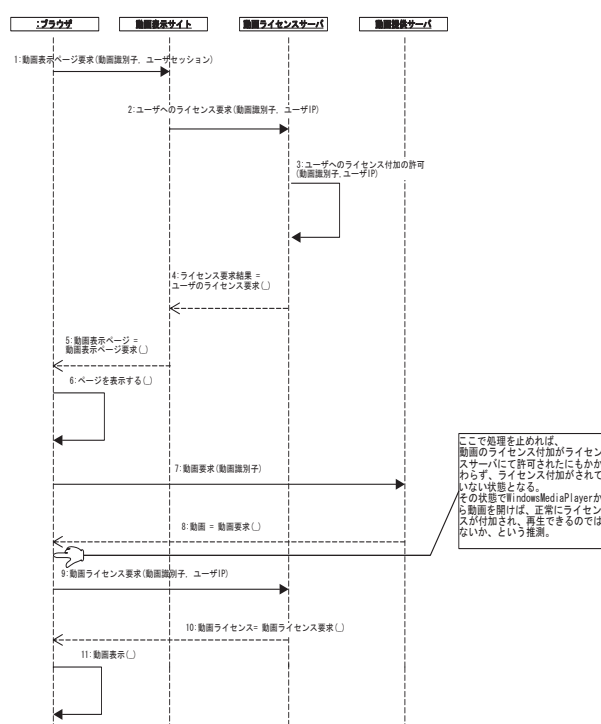 :ブラウザ
動画表示サイト
動画ライセンスサーバ
動画提供サーバ
1:動画表示ページ要求(動画識別子, ユーザセッション)
2:ユーザへのライセンス要求(動画識別子, ユーザIP)
3:ユーザへのライセンス付加の許可
(動画識別子,ユーザIP)
4:ライセンス要求結果 =
ユーザのライセンス要求(_)
5:動画表示ページ =
動画表示ページ要求(_)
6:ページを表示する(_)
7:動画要求(動画識別子)
ここで処理を止めれば、
動画のライセンス付加がライセン
スサーバにて許可されたにもかか
わらず、ライセンス付加がされて
いない状態となる。
その状態でWindowsMediaPlayerか
ら動画を開けば、正常にライセン
スが付加され、再生できるのでは
ないか、という推測。
8:動画 = 動画要求(_)
9:動画ライセンス要求(動画識別子, ユーザIP)
10:動画ライセンス= 動画ライセンス要求(_)
11:動画表示(_)